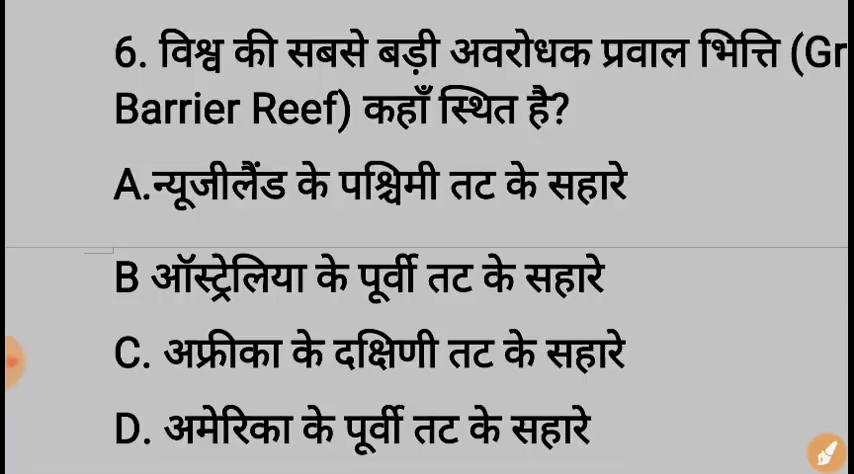 6. विश्व की सबसे बड़ी अवरोधक प्रवाल भित्ति (Gr
Barrier Reef) कहाँ स्थित है?
A.न्यूजीलैंड के पश्चिमी तट के सहारे
B ऑस्ट्रेलिया के पूर्वी तट के सहारे
C. अफ्रीका के दक्षिणी तट के सहारे
D. अमेरिका के पूर्वी तट के सहारे